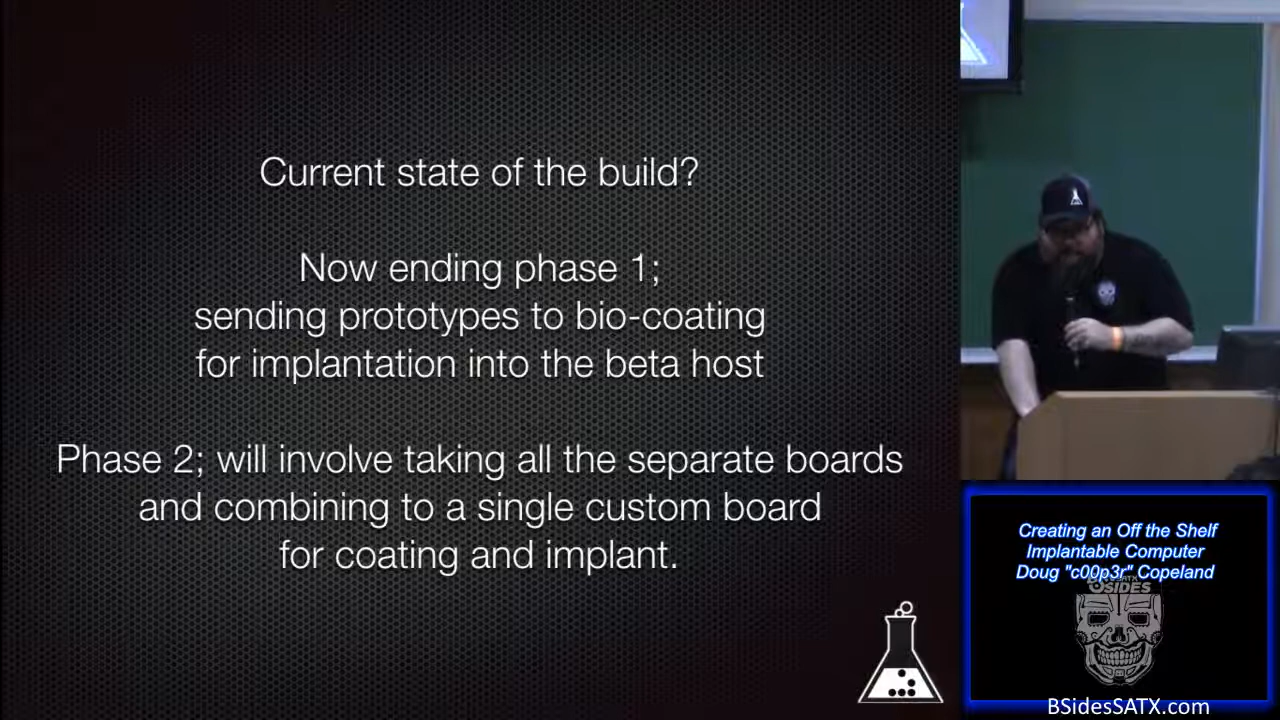 Current state of the build?
Now ending phase 1;
sending prototypes to bio-coating
for implantation into the beta host
Phase 2; will involve taking all the separate boards
and combining to a single custom board
for coating and implant.
Creating an Off the Shelf
Implantable Computer
Doug "c00p3r" Copeland
BSIDES
BSidesSATX.com